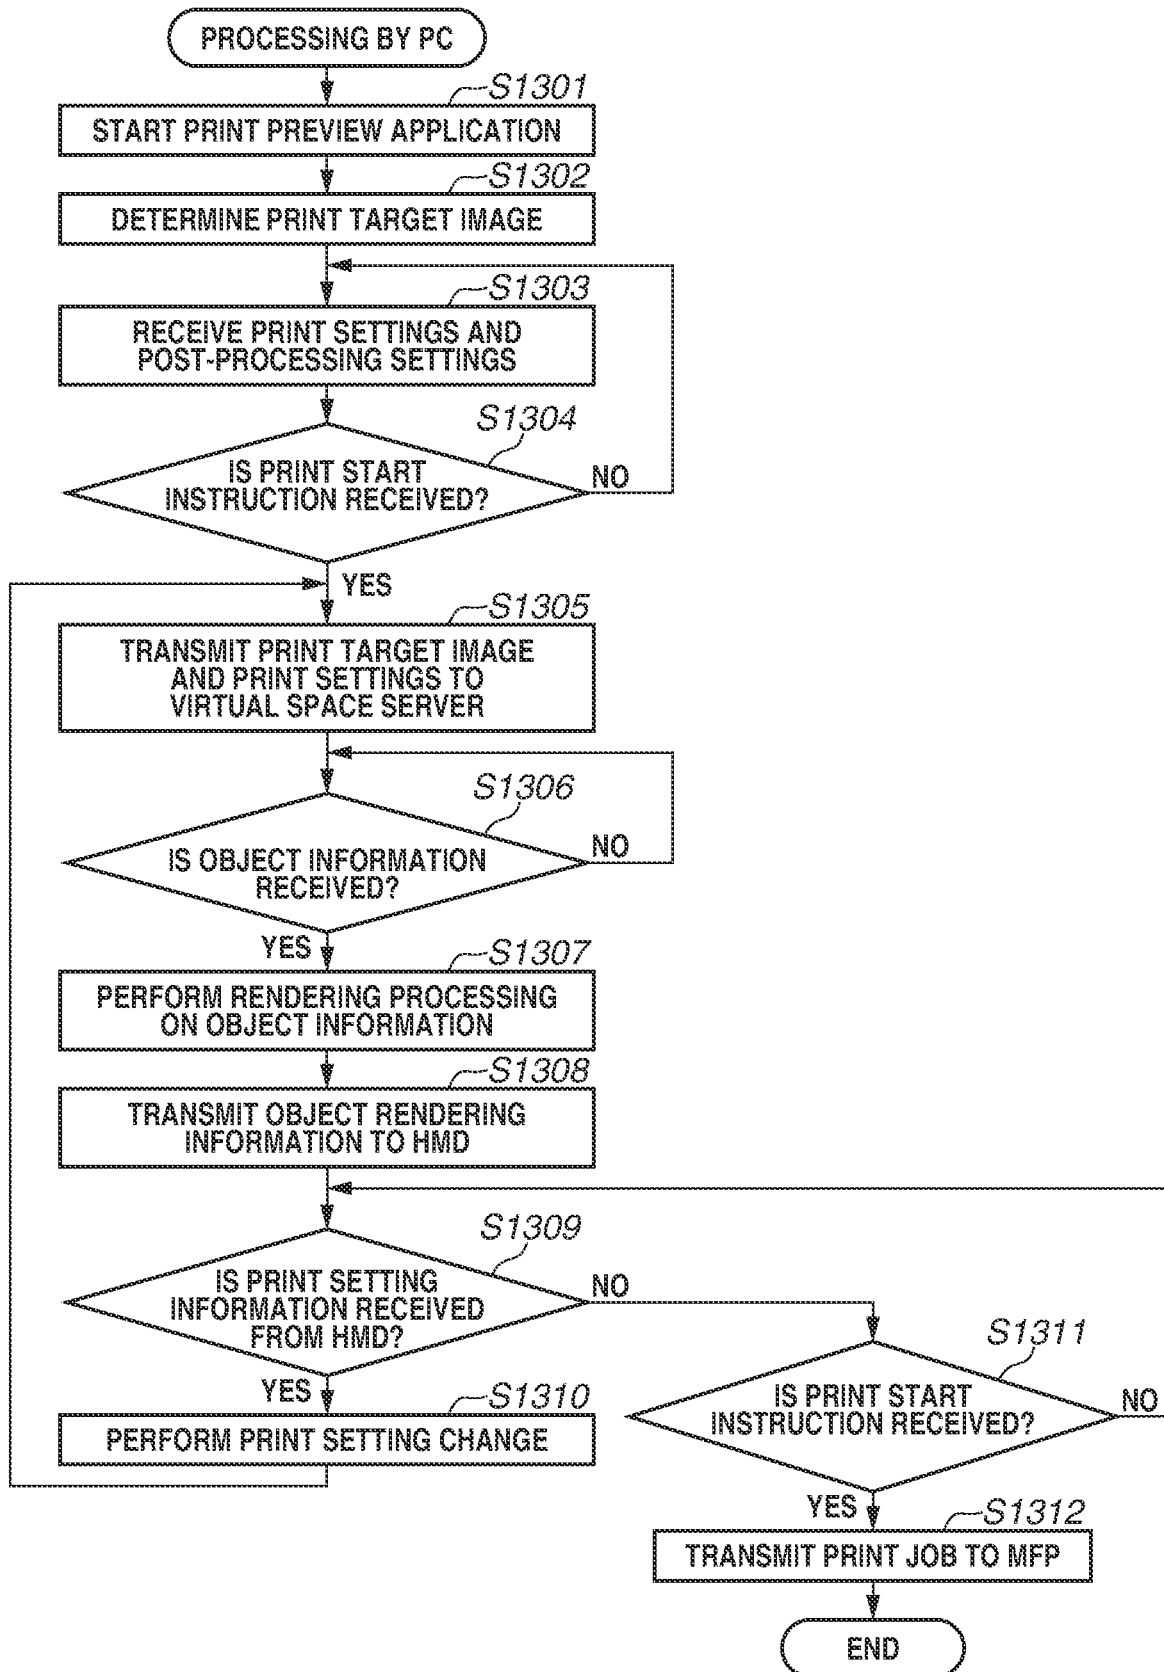 PROCESSING BY PC
S1301
START PRINT PREVIEW APPLICATION
S1302
DETERMINE PRINT TARGET IMAGE
S1303
RECEIVE PRINT SETTINGS AND
POST-PROCESSING SETTINGS
S1304
IS PRINT START
INSTRUCTION RECEIVED?
NO
YES
S1305
TRANSMIT PRINT TARGET IMAGE
AND PRINT SETTINGS TO
VIRTUAL SPACE SERVER
S1306
IS OBJECT INFORMATION
RECEIVED?
NO
YES
S1307
PERFORM RENDERING PROCESSING
ON OBJECT INFORMATION
S1308
TRANSMIT OBJECT RENDERING
INFORMATION TO HMD
S1309
IS PRINT SETTING
INFORMATION RECEIVED
FROM HMD?
NO
YES
S1310
PERFORM PRINT SETTING CHANGE
S1311
IS PRINT START
INSTRUCTION RECEIVED?
NO
YES
S1312
TRANSMIT PRINT JOB TO MFP
END